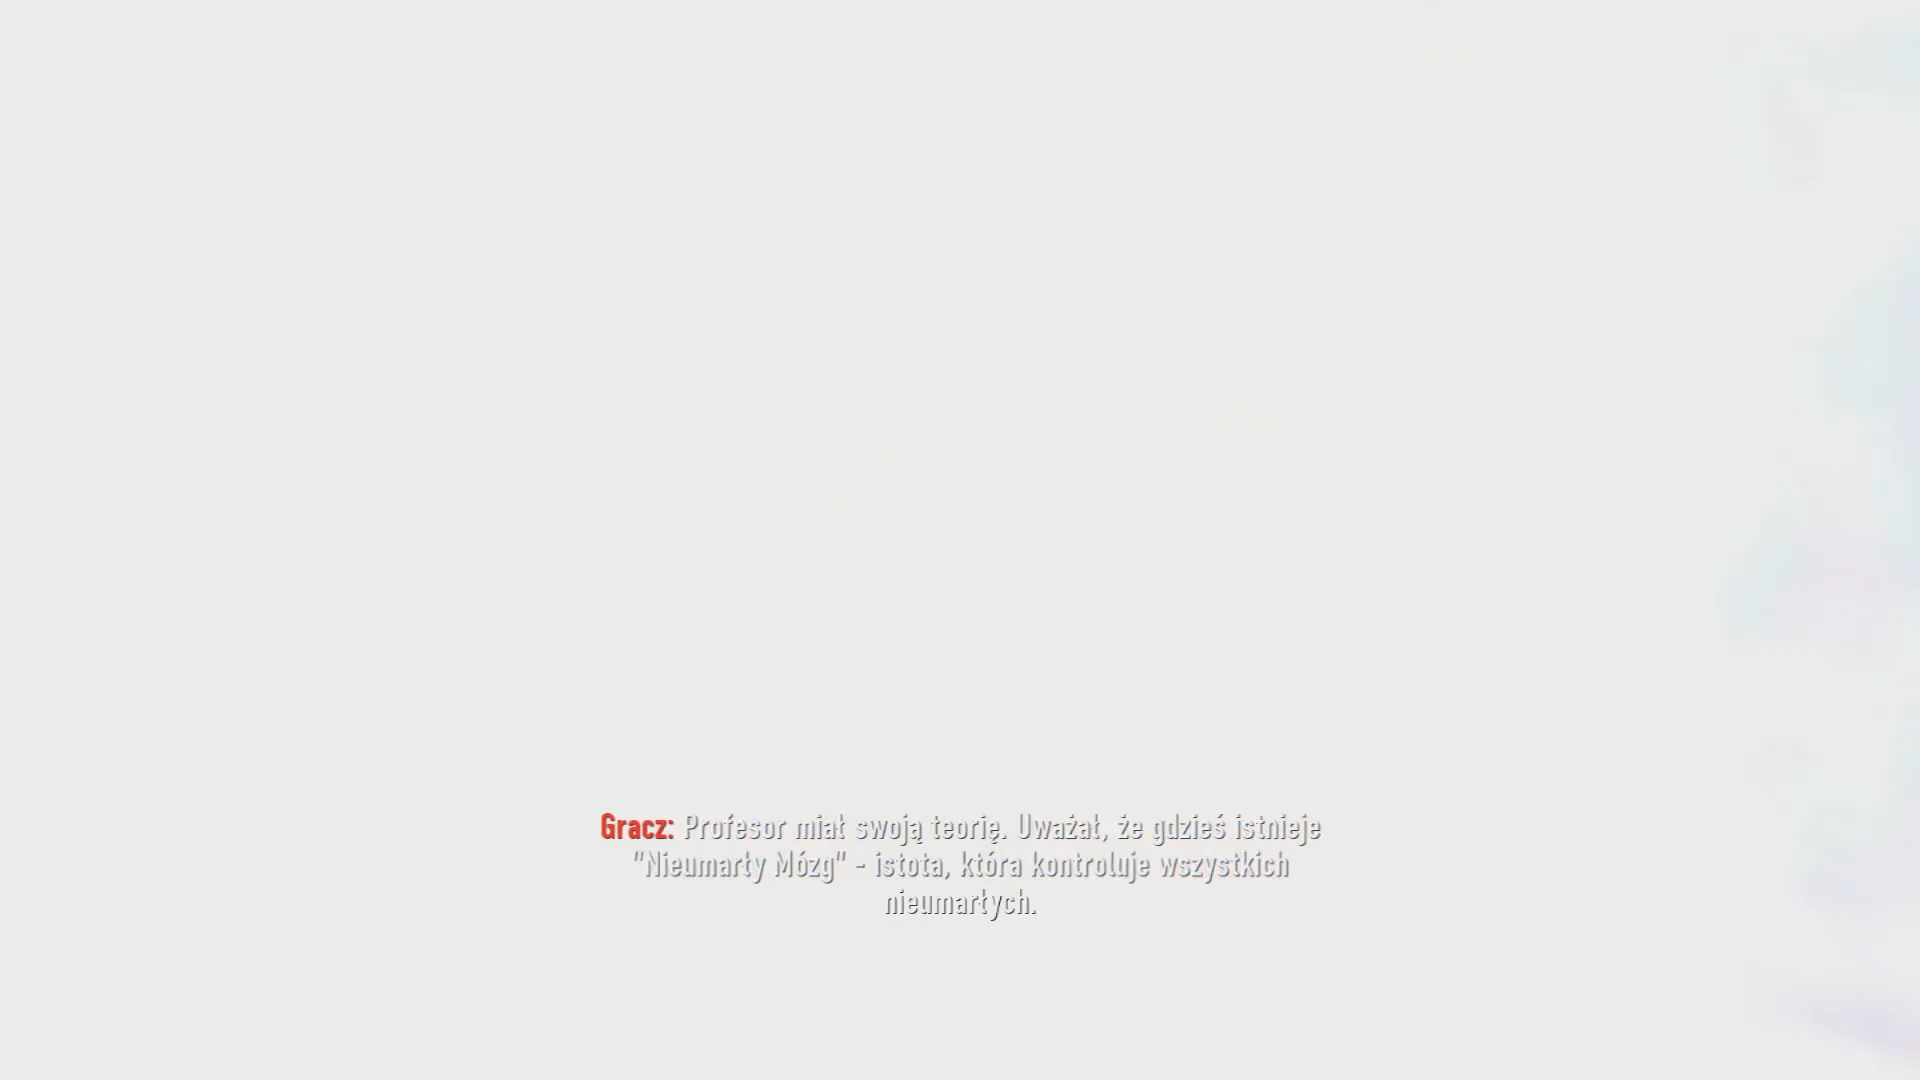 Gracz: Profesor miał swoją teorię. Uważał, że gdzieś istnieje
"Nieumarły Mózg" - istota, która kontroluje wszystkich
nieumarłych.